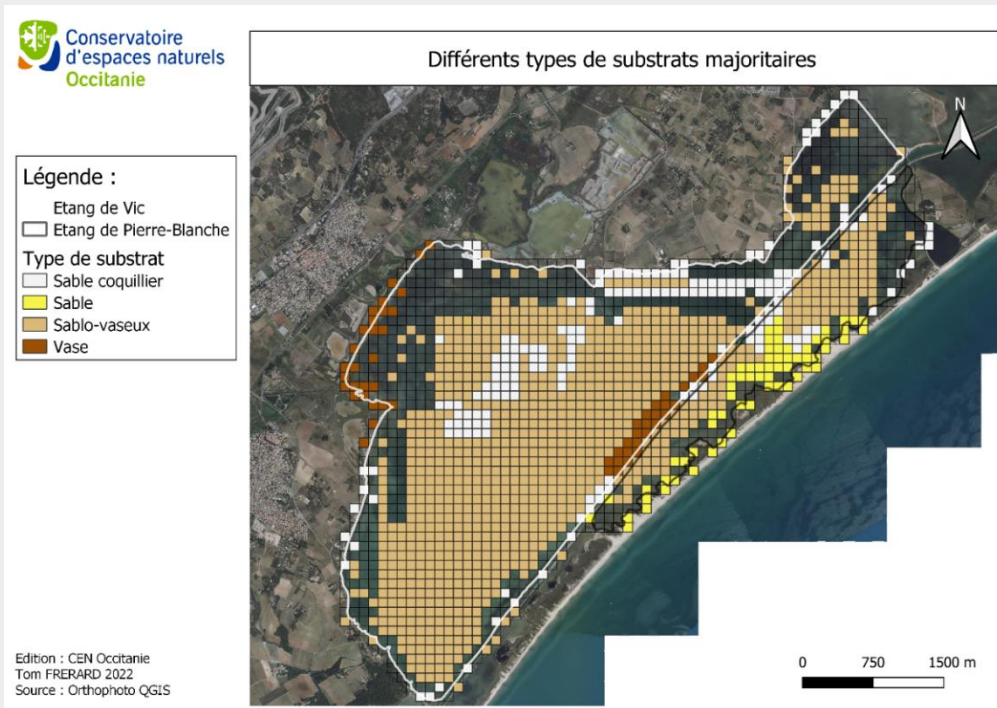 Conservatoire
d'espaces naturels
Occitanie
Différents types de substrats majoritaires
N
Légende :
Etang de Vic
Etang de Pierre-Blanche
Type de substrat
Sable coquillier
Sable
Sablo-vaseux
Vase
Edition : CEN Occitanie
Tom FRERARD 2022
Source : Orthophoto QGIS
0 750 1500 m